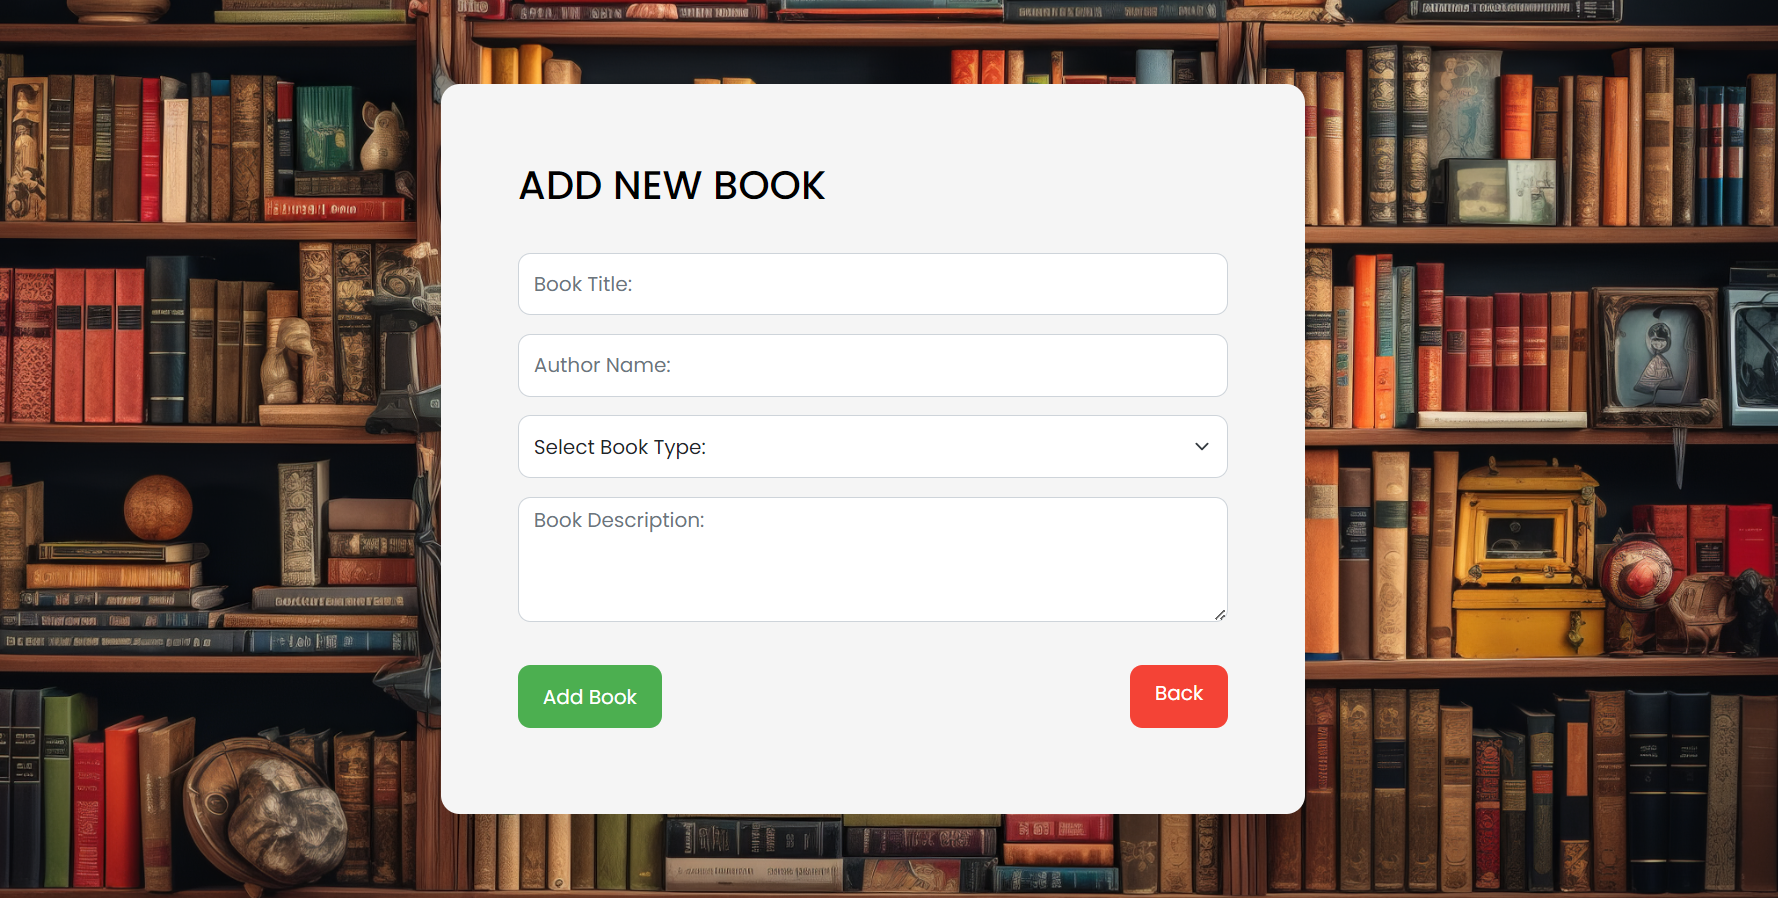 ADD NEW BOOK
Book Title:
Author Name:
Select Book Type:
Book Description:
Add Book
Back